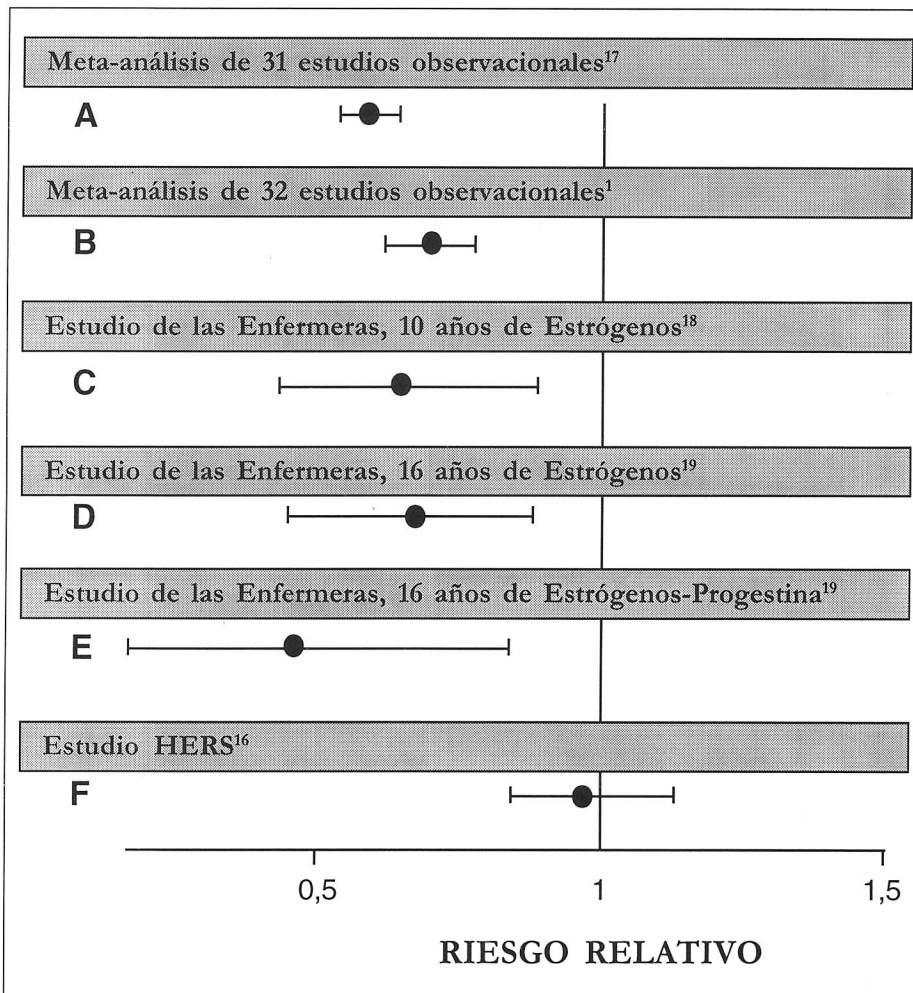 Meta-análisis de 31 estudios observacionales¹⁷
A
Meta-análisis de 32 estudios observacionales¹
B
Estudio de las Enfermeras, 10 años de Estrógenos¹⁸
C
Estudio de las Enfermeras, 16 años de Estrógenos¹⁹
D
Estudio de las Enfermeras, 16 años de Estrógenos-Progestina¹⁹
E
Estudio HERS¹⁶
F
0,5 1 1,5
RIESGO RELATIVO